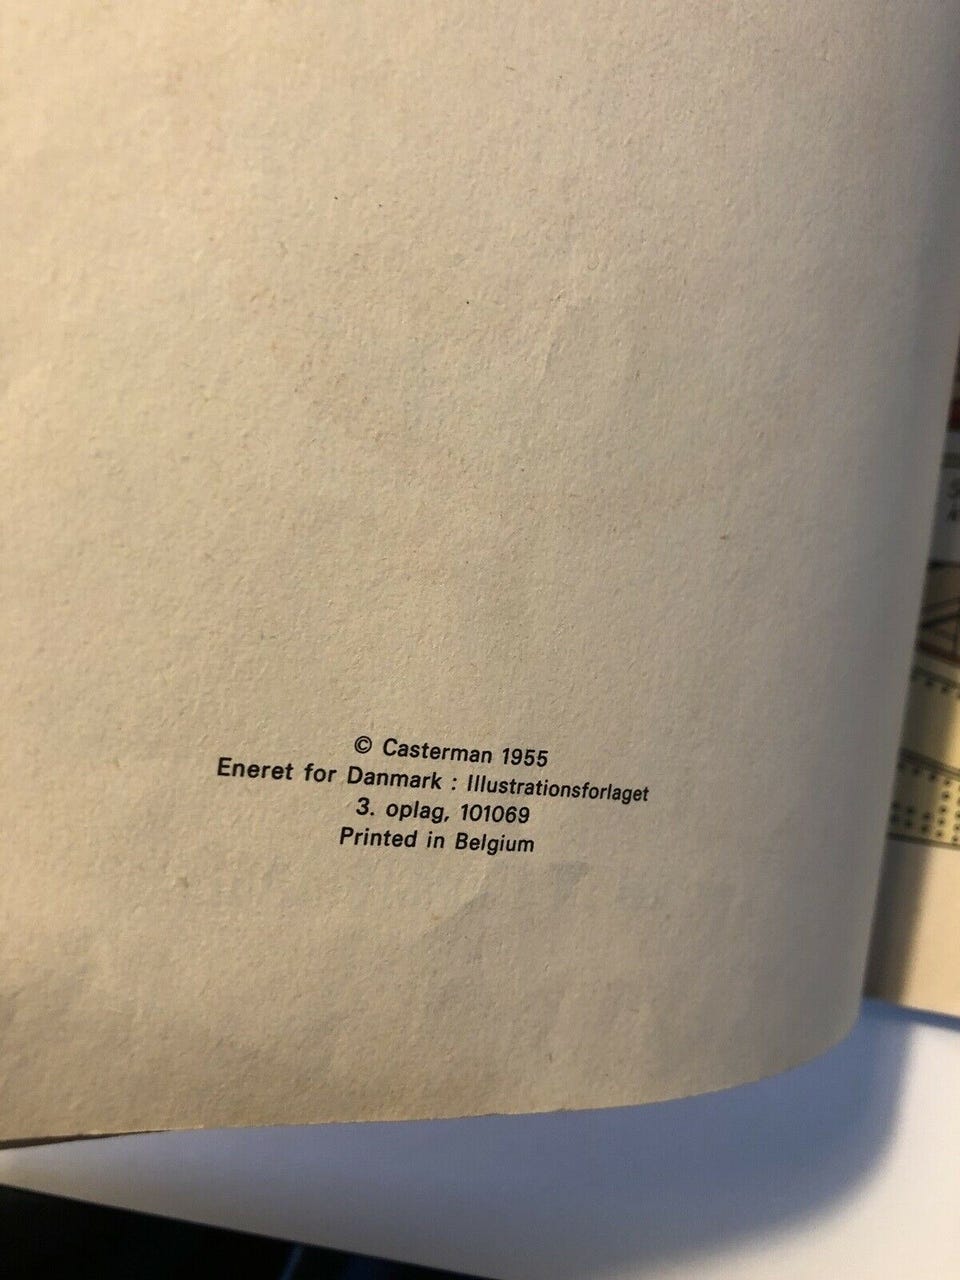 © Casterman 1955
Eneret for Danmark : Illustrationsforlaget
3. oplag, 101069
Printed in Belgium